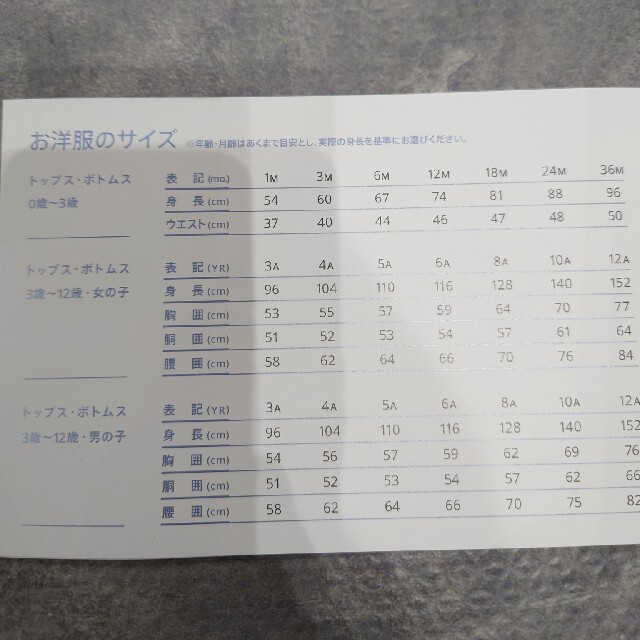 お洋服のサイズ ※年齢・月齢はあくまで目安とし、実際の身長を基準にお選びください。
トップス・ボトムス 表 記 (mo.) 1M 3M 6M 12M 18M 24M 36M
0歳〜3歳 身 長 (cm) 54 60 67 74 81 88 96
ウエスト (cm) 37 40 44 46 47 48 50
トップス・ボトムス 表 記 (YR) 3A 4A 5A 6A 8A 10A 12A
3歳〜12歳・女の子 身 長 (cm) 96 104 110 116 128 140 152
胸 囲 (cm) 53 55 57 59 64 70 77
胴 囲 (cm) 51 52 53 54 57 61 64
腰 囲 (cm) 58 62 64 66 70 76 84
トップス・ボトムス 表 記 (YR) 3A 4A 5A 6A 8A 10A 12A
3歳〜12歳・男の子 身 長 (cm) 96 104 110 116 128 140 152
胸 囲 (cm) 54 56 57 59 62 69 76
胴 囲 (cm) 51 52 53 54 57 62 66
腰 囲 (cm) 58 62 64 66 70 75 82